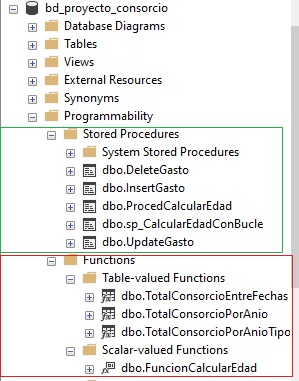 bd_proyecto_consorcio
Database Diagrams
Tables
Views
External Resources
Synonyms
Programmability
Stored Procedures
System Stored Procedures
dbo.DeleteGasto
dbo.InsertGasto
dbo.ProcedCalcularEdad
dbo.sp_CalcularEdadConBucle
dbo.UpdateGasto
Functions
Table-valued Functions
dbo.TotalConsorcioEntreFechas
dbo.TotalConsorcioPorAnio
dbo.TotalConsorcioPorAnioTipo
Scalar-valued Functions
dbo.FuncionCalcularEdad